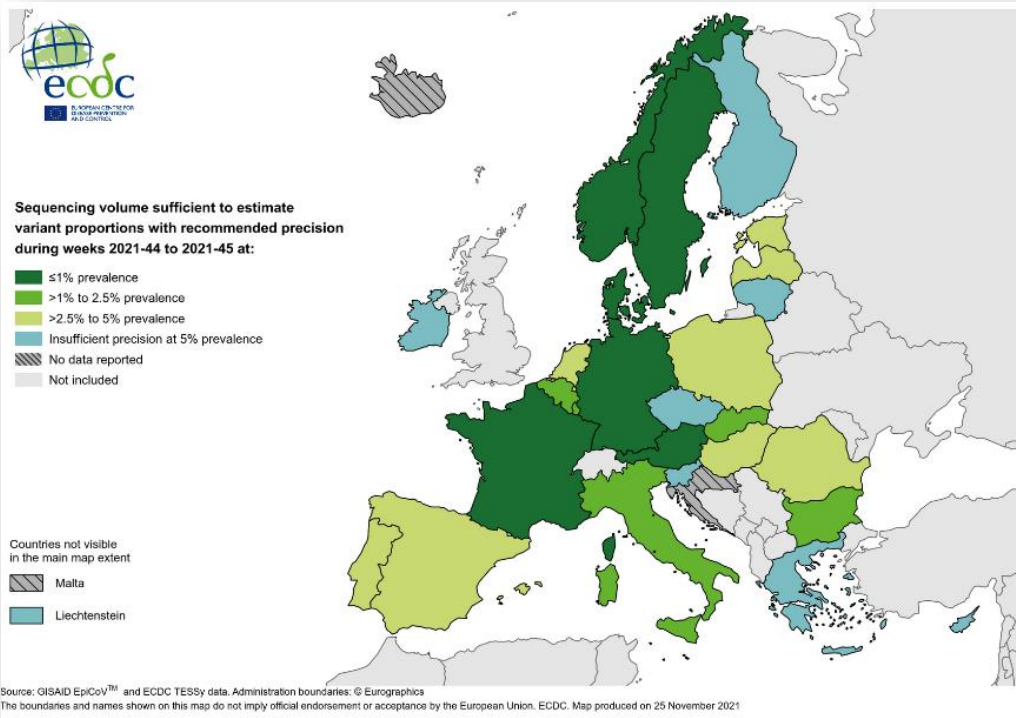 ecdc
EUROPEAN CENTRE FOR
DISEASE PREVENTION
AND CONTROL
Sequencing volume sufficient to estimate
variant proportions with recommended precision
during weeks 2021-44 to 2021-45 at:
≤1% prevalence
>1% to 2.5% prevalence
>2.5% to 5% prevalence
Insufficient precision at 5% prevalence
No data reported
Not included
Countries not visible
in the main map extent
Malta
Liechtenstein
Source: GISAID EpiCoV™ and ECDC TESSy data. Administration boundaries: © Eurographics
The boundaries and names shown on this map do not imply official endorsement or acceptance by the European Union. ECDC. Map produced on 25 November 2021